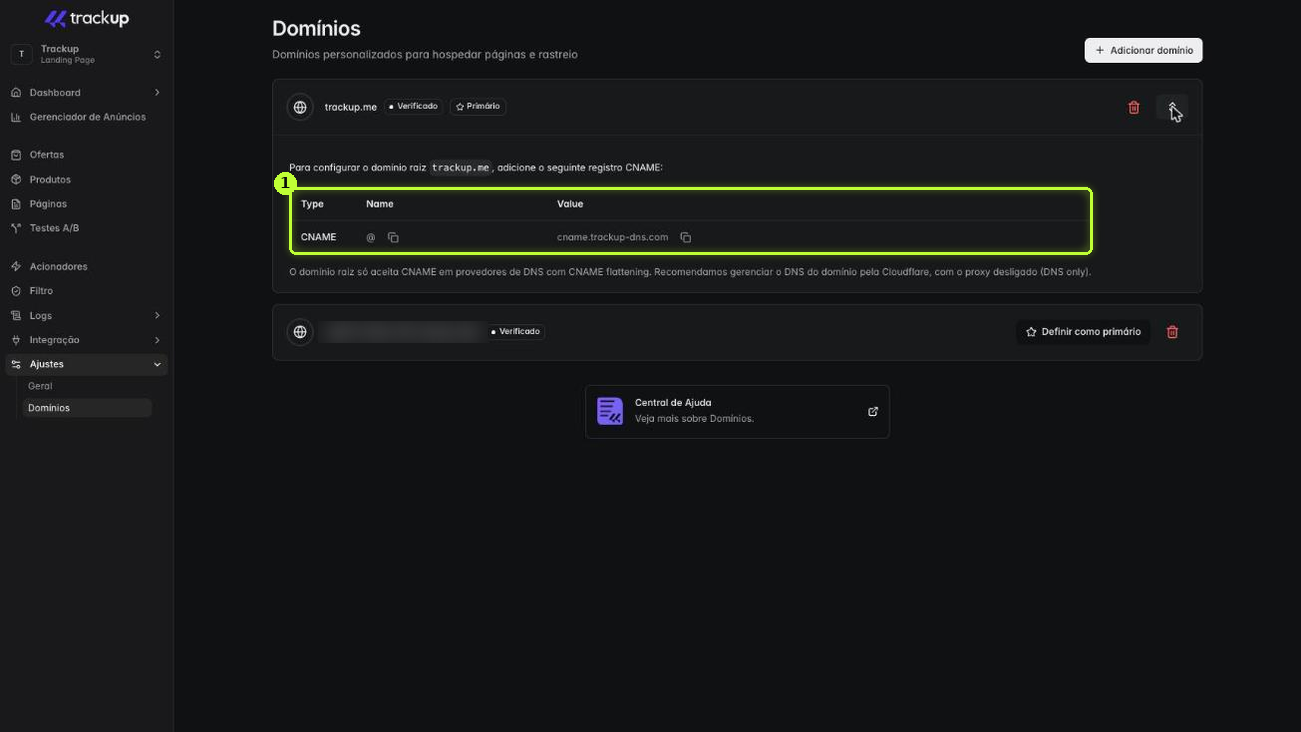 trackup
T
Trackup
Landing Page
Dashboard
Gerenciador de Anúncios
Ofertas
Produtos
Páginas
Testes A/B
Acionadores
Filtro
Logs
Integração
Ajustes
Geral
Domínios
Domínios
Domínios personalizados para hospedar páginas e rastreio
Adicionar domínio
trackup.me Verificado Primário
Para configurar o domínio raiz trackup.me, adicione o seguinte registro CNAME:
1
Type Name Value
CNAME @ cname.trackup-dns.com
O domínio raiz só aceita CNAME em provedores de DNS com CNAME flattening. Recomendamos gerenciar o DNS do domínio pela Cloudflare, com o proxy desligado (DNS only).
Verificado Definir como primário
Central de Ajuda
Veja mais sobre Domínios.